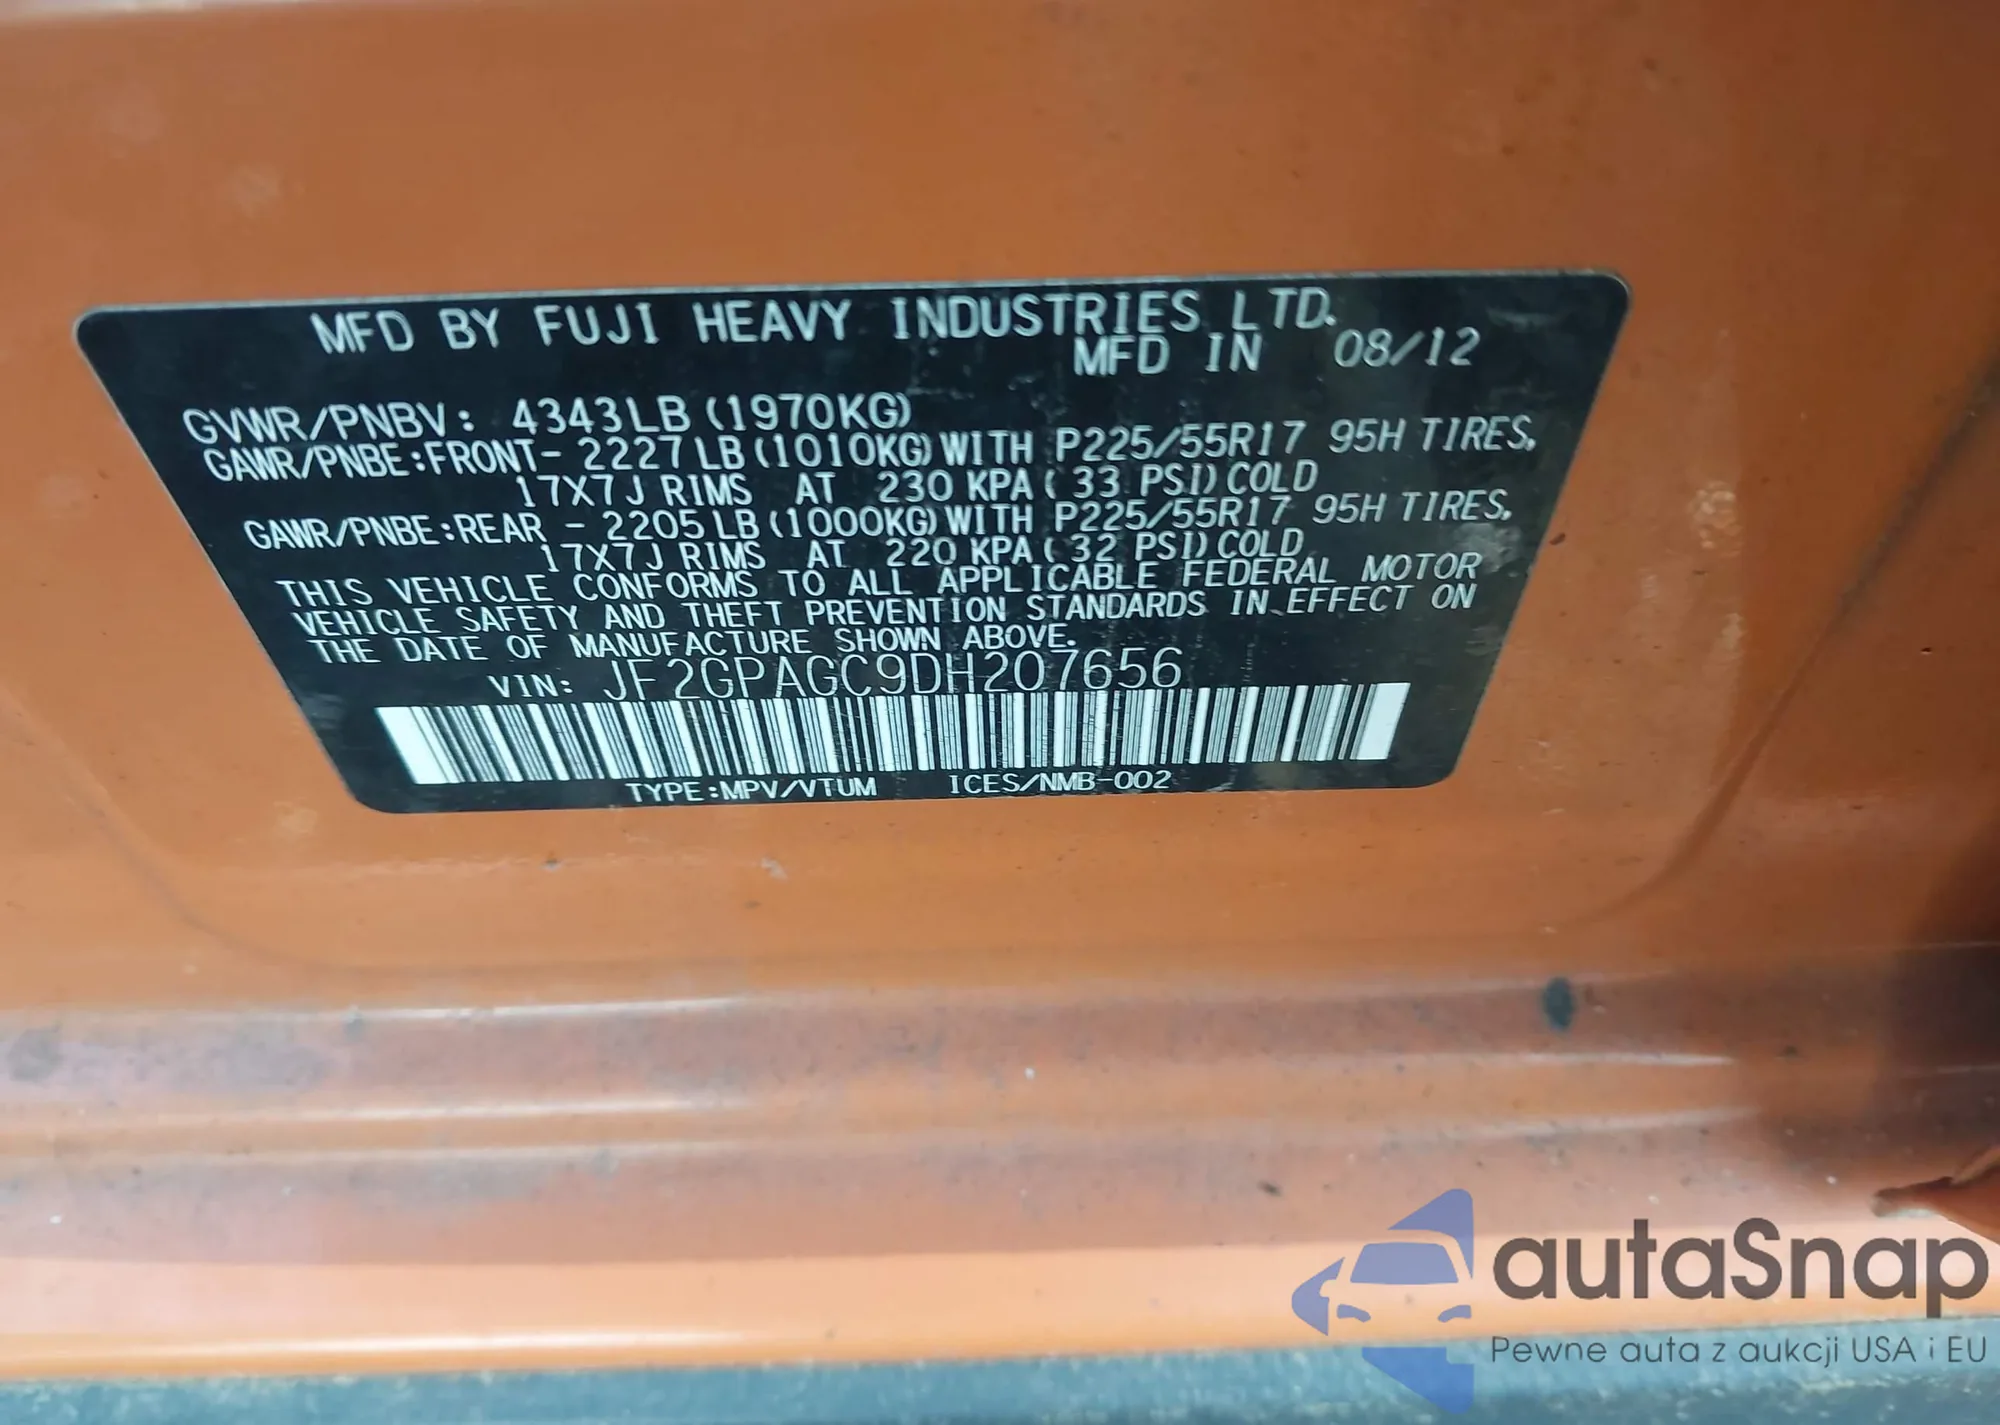 MFD BY FUJI HEAVY INDUSTRIES LTD.
MFD IN 08/12
GVWR/PNBV: 4343LB(1970KG)
GAWR/PNBE:FRONT- 2227LB(1010KG)WITH P225/55R17 95H TIRES,
17X7J RIMS AT 230 KPA( 33 PSI)COLD
GAWR/PNBE:REAR - 2205LB(1000KG)WITH P225/55R17 95H TIRES,
17X7J RIMS AT 220 KPA( 32 PSI)COLD
THIS VEHICLE CONFORMS TO ALL APPLICABLE FEDERAL MOTOR
VEHICLE SAFETY AND THEFT PREVENTION STANDARDS IN EFFECT ON
THE DATE OF MANUFACTURE SHOWN ABOVE.
VIN: JF2GPAGC9DH207656
TYPE:MPV/VTUM ICES/NMB-002
autaSnap
Pewne auta z aukcji USA i EU